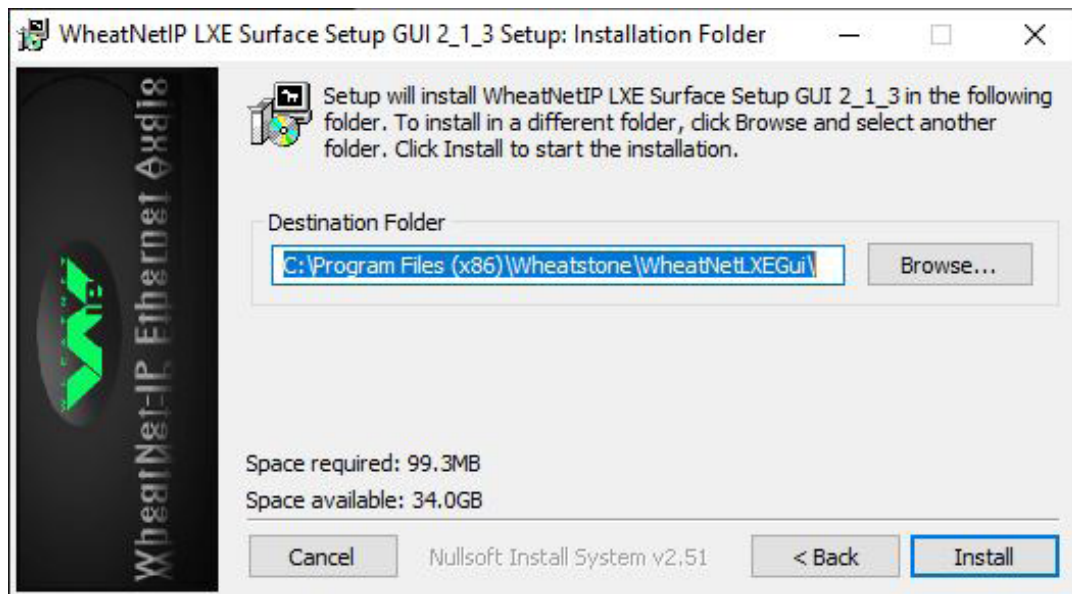 WheatNetIP LXE Surface Setup GUI 2_1_3 Setup: Installation Folder
Setup will install WheatNetIP LXE Surface Setup GUI 2_1_3 in the following
folder. To install in a different folder, click Browse and select another
folder. Click Install to start the installation.
WHEATNET
net
WheatNet-IP, Ethernet Audio
Destination Folder
C:\Program Files (x86)\Wheatstone\WheatNetLXEGui\
Browse...
Space required: 99.3MB
Space available: 34.0GB
Cancel
Nullsoft Install System v2.51
< Back
Install